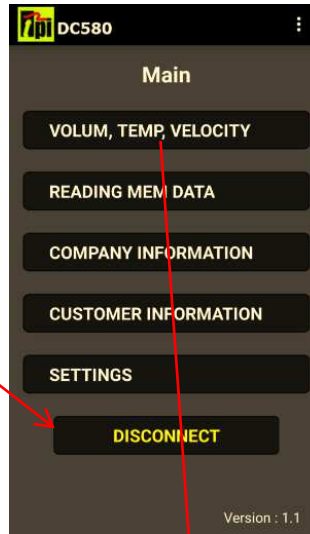 tpi DC580
Main
VOLUM, TEMP, VELOCITY
READING MEM DATA
COMPANY INFORMATION
CUSTOMER INFORMATION
SETTINGS
DISCONNECT
Version : 1.1